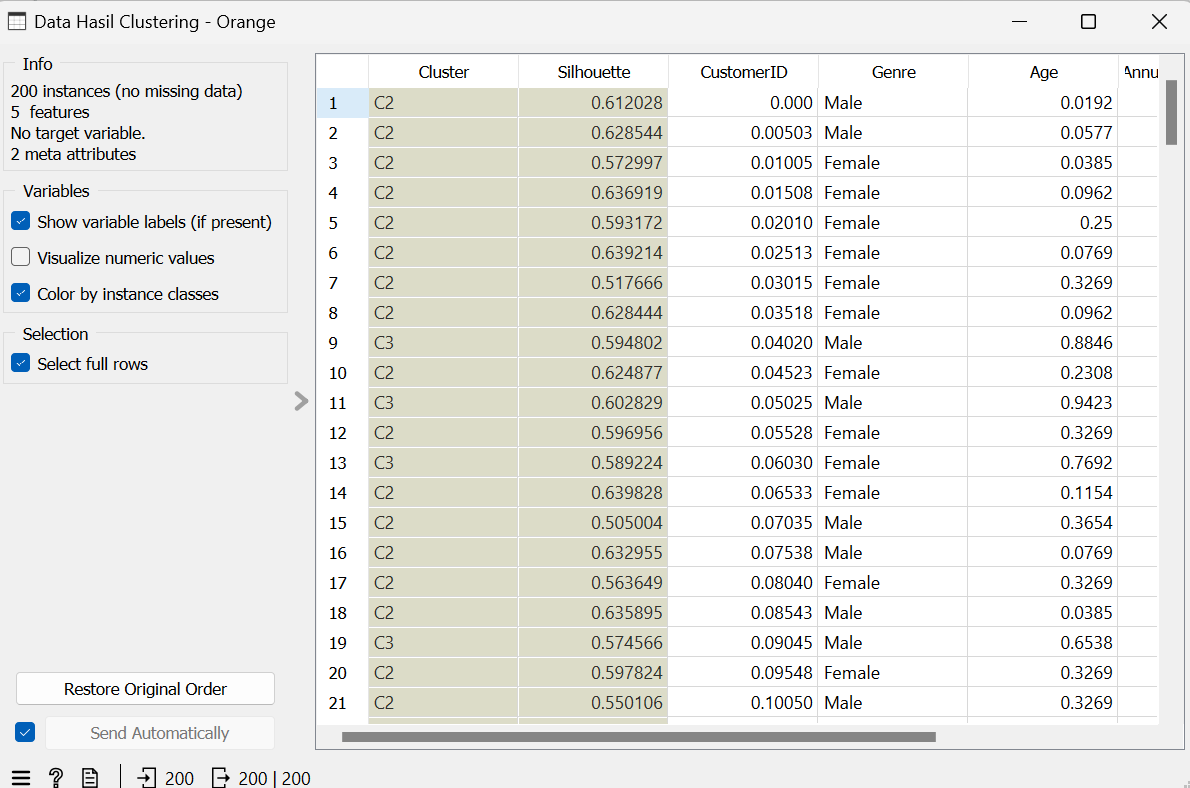 Data Hasil Clustering - Orange
Info
200 instances (no missing data)
5 features
No target variable.
2 meta attributes
Variables
Show variable labels (if present)
Visualize numeric values
Color by instance classes
Selection
Select full rows
Restore Original Order
Send Automatically
200 200 | 200
Cluster Silhouette CustomerID Genre Age Annu
1 C2 0.612028 0.000 Male 0.0192
2 C2 0.628544 0.00503 Male 0.0577
3 C2 0.572997 0.01005 Female 0.0385
4 C2 0.636919 0.01508 Female 0.0962
5 C2 0.593172 0.02010 Female 0.25
6 C2 0.639214 0.02513 Female 0.0769
7 C2 0.517666 0.03015 Female 0.3269
8 C2 0.628444 0.03518 Female 0.0962
9 C3 0.594802 0.04020 Male 0.8846
10 C2 0.624877 0.04523 Female 0.2308
11 C3 0.602829 0.05025 Male 0.9423
12 C2 0.596956 0.05528 Female 0.3269
13 C3 0.589224 0.06030 Female 0.7692
14 C2 0.639828 0.06533 Female 0.1154
15 C2 0.505004 0.07035 Male 0.3654
16 C2 0.632955 0.07538 Male 0.0769
17 C2 0.563649 0.08040 Female 0.3269
18 C2 0.635895 0.08543 Male 0.0385
19 C3 0.574566 0.09045 Male 0.6538
20 C2 0.597824 0.09548 Female 0.3269
21 C2 0.550106 0.10050 Male 0.3269